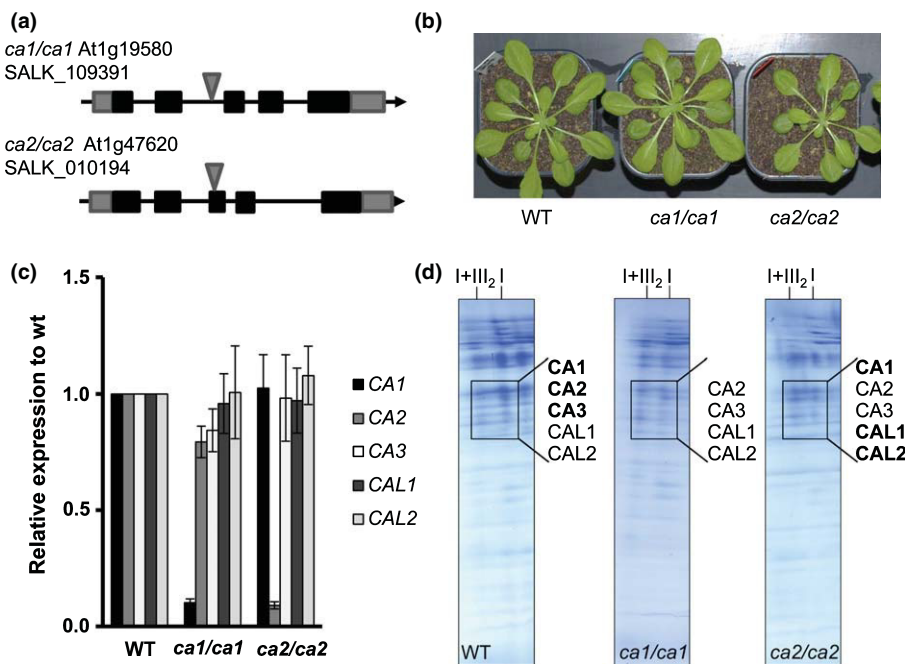 (a)
ca1/ca1 At1g19580
SALK_109391
ca2/ca2 At1g47620
SALK_010194
(b)
WT
ca1/ca1
ca2/ca2
(c)
Relative expression to wt
1.5
1.0
0.5
0.0
WT
ca1/ca1
ca2/ca2
CA1
CA2
CA3
CAL1
CAL2
(d)
I+III2 I
CA1
CA2
CA3
CAL1
CAL2
WT
I+III2 I
CA2
CA3
CAL1
CAL2
ca1/ca1
I+III2 I
CA1
CA2
CA3
CAL1
CAL2
ca2/ca2